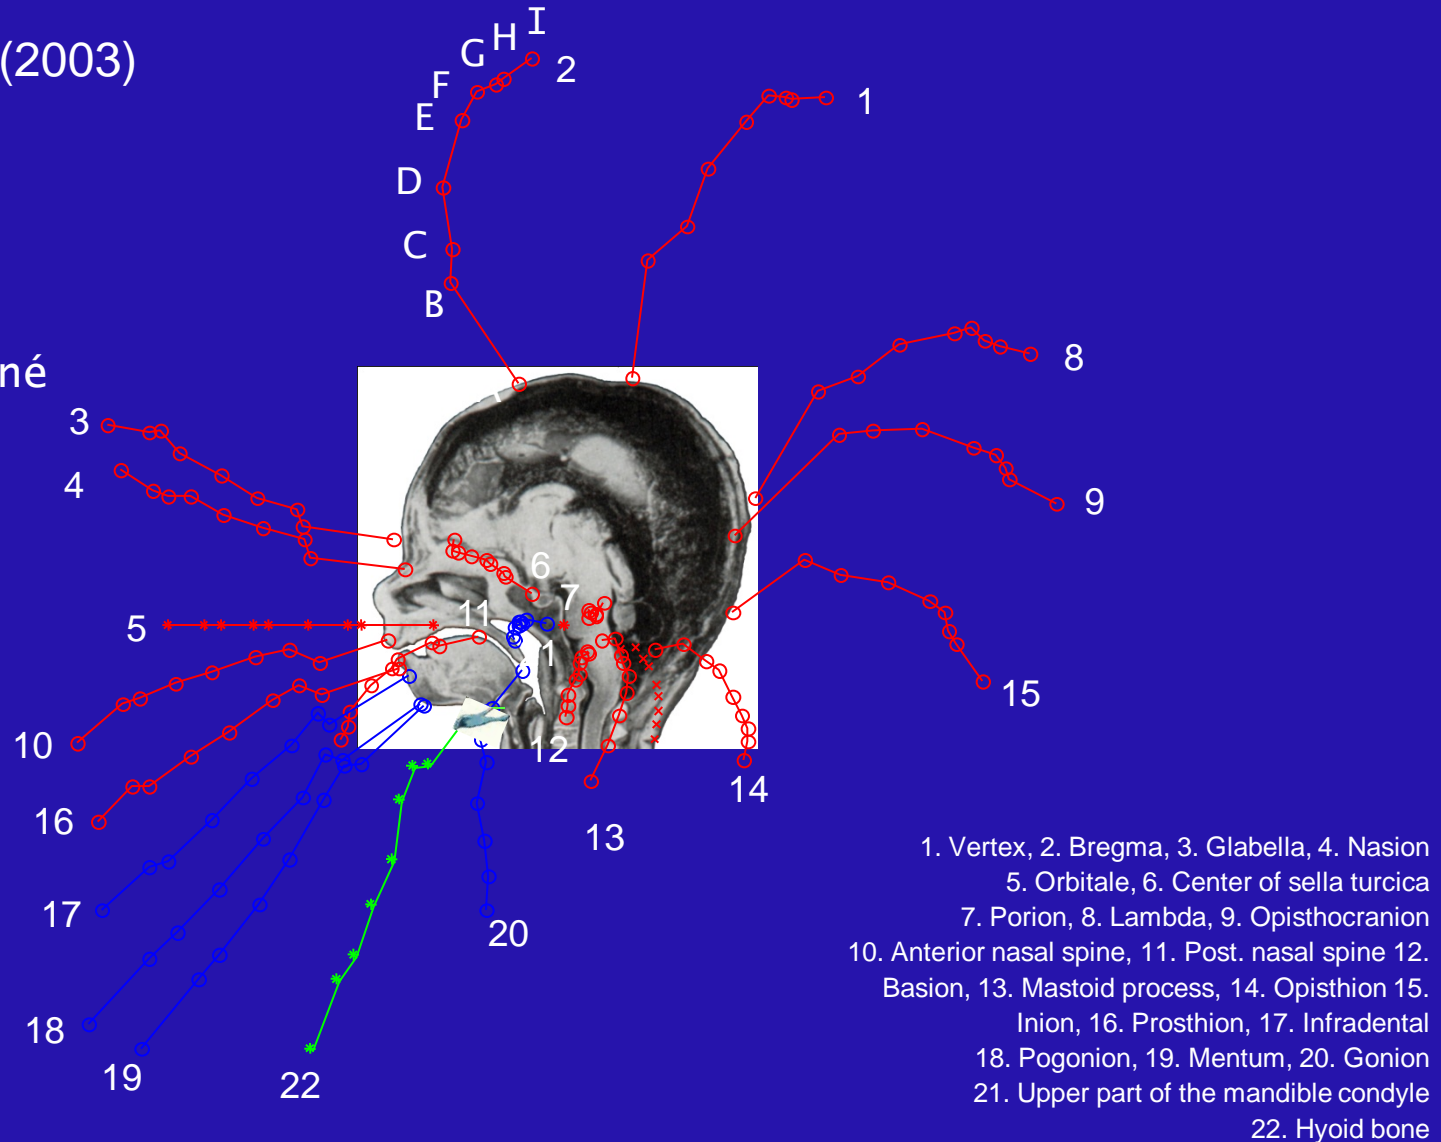 I
H
G
(2003)
2
F
1
E
D
C
B
8
né
3
4
9
6
7
11
5
1
15
10
12
14
16
13
1. Vertex, 2. Bregma, 3. Glabella, 4. Nasion
5. Orbitale, 6. Center of sella turcica
17
20
7. Porion, 8. Lambda, 9. Opisthocranion
10. Anterior nasal spine, 11. Post. nasal spine 12.
Basion, 13. Mastoid process, 14. Opisthion 15.
18
Inion, 16. Prosthion, 17. Infradental
18. Pogonion, 19. Mentum, 20. Gonion
19
22
21. Upper part of the mandible condyle
22. Hyoid bone